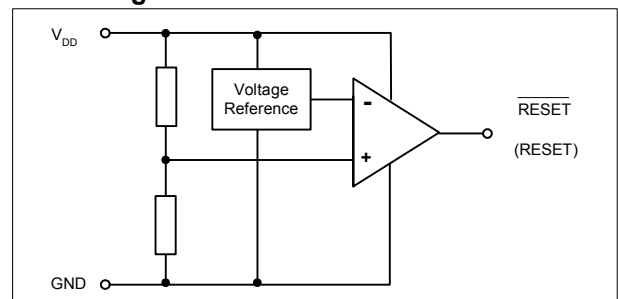 V_DD
Voltage
Reference
-
+
RESET
(RESET)
GND